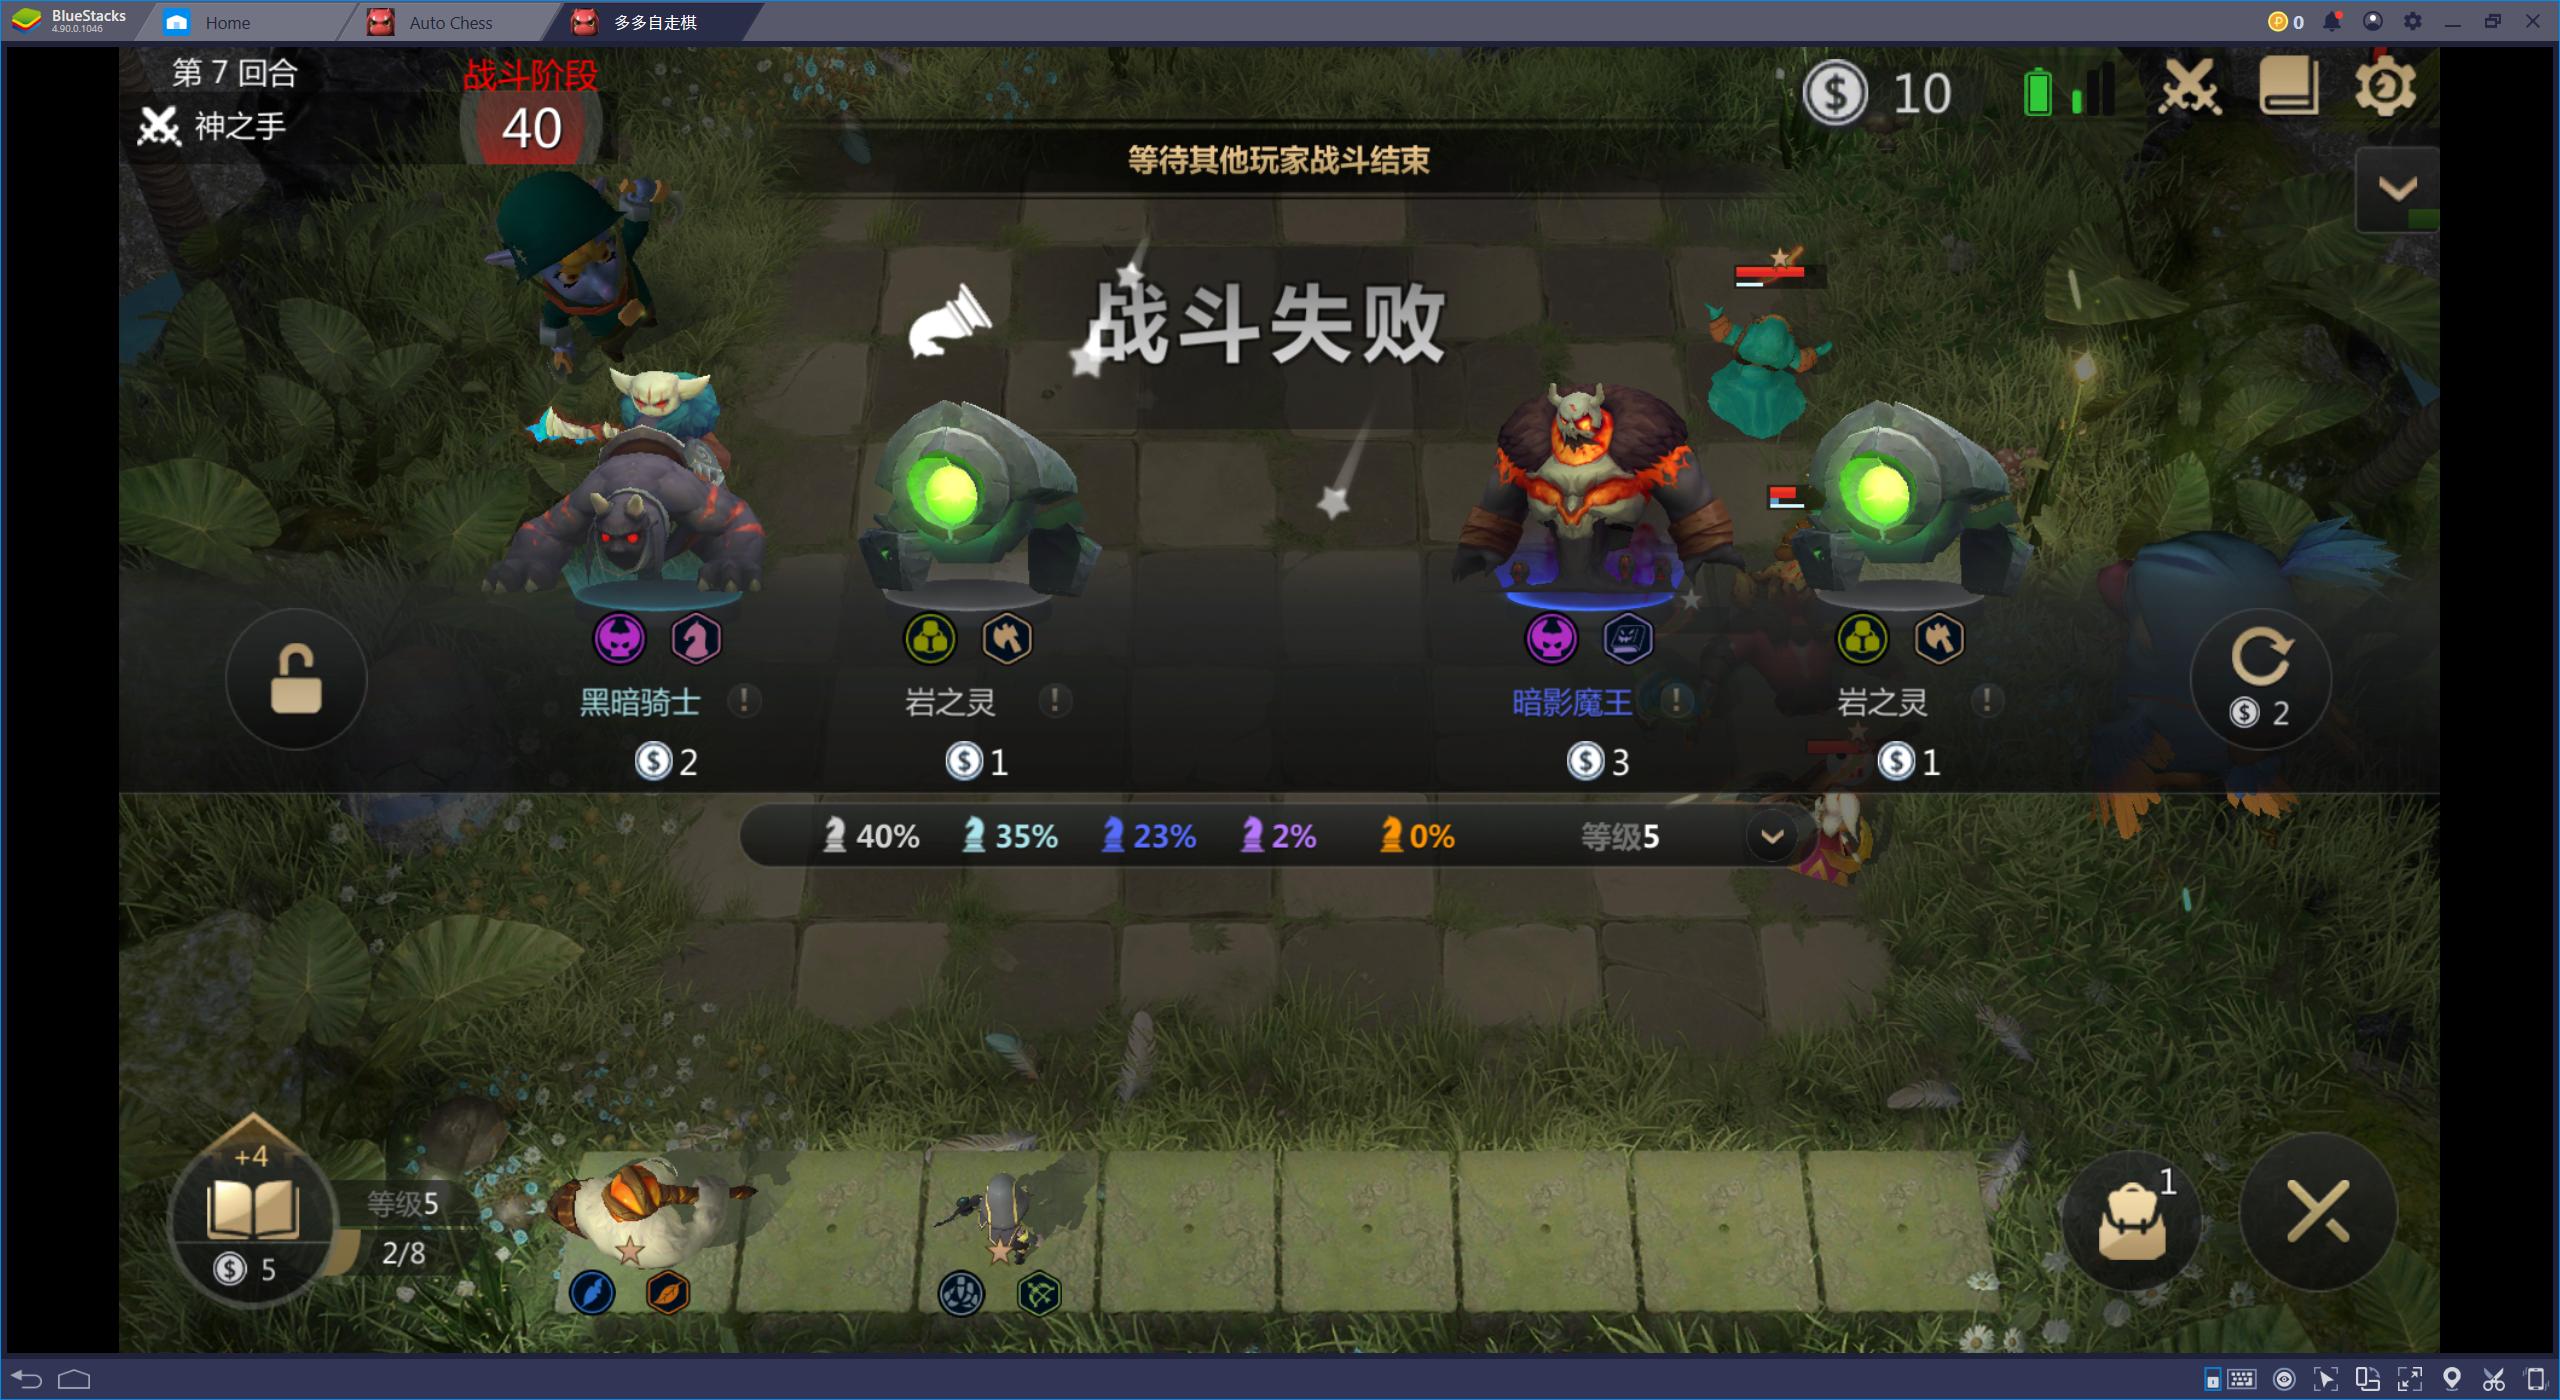 BlueStacks
4.90.0.1046
Home
Auto Chess
多多自走棋
0
第 7 回合
战斗阶段
神之手
40
10
等待其他玩家战斗结束
战斗失败
黑暗骑士 !
岩之灵 !
暗影魔王 !
岩之灵 !
2
1
3
1
2
40% 35% 23% 2% 0% 等级5
+4
等级5
2/8
5
1